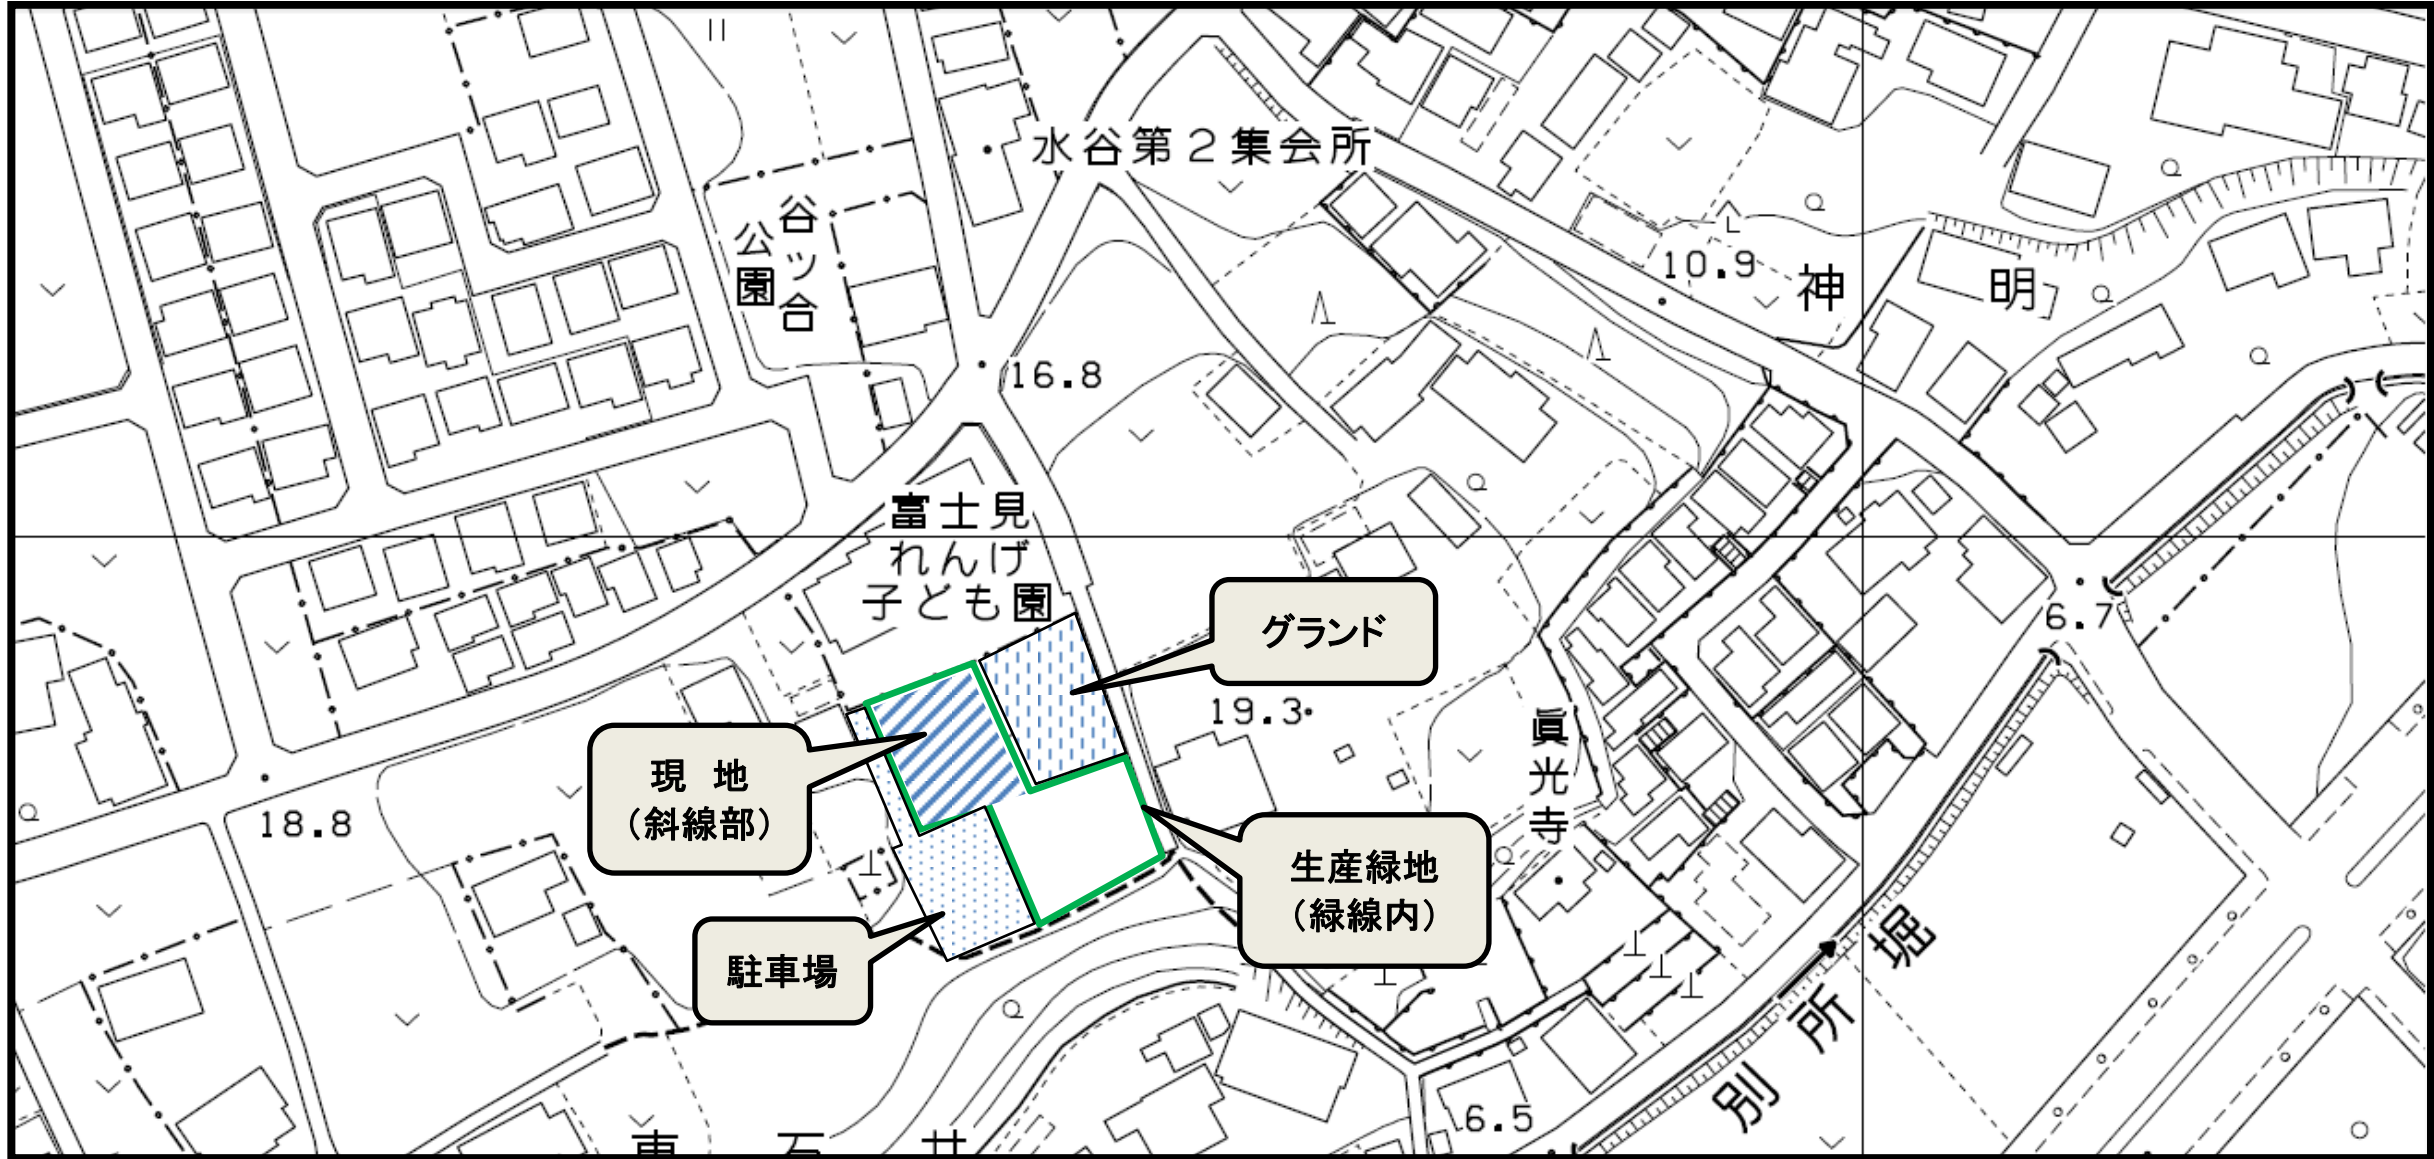 水谷第２集会所
谷ッ合
公園
10.9
神明
16.8
富士見
れんげ
子ども園
グランド
6.7
19.3
現　地
（斜線部）
眞光寺
18.8
生産緑地
（緑線内）
駐車場
別所堀
6.5